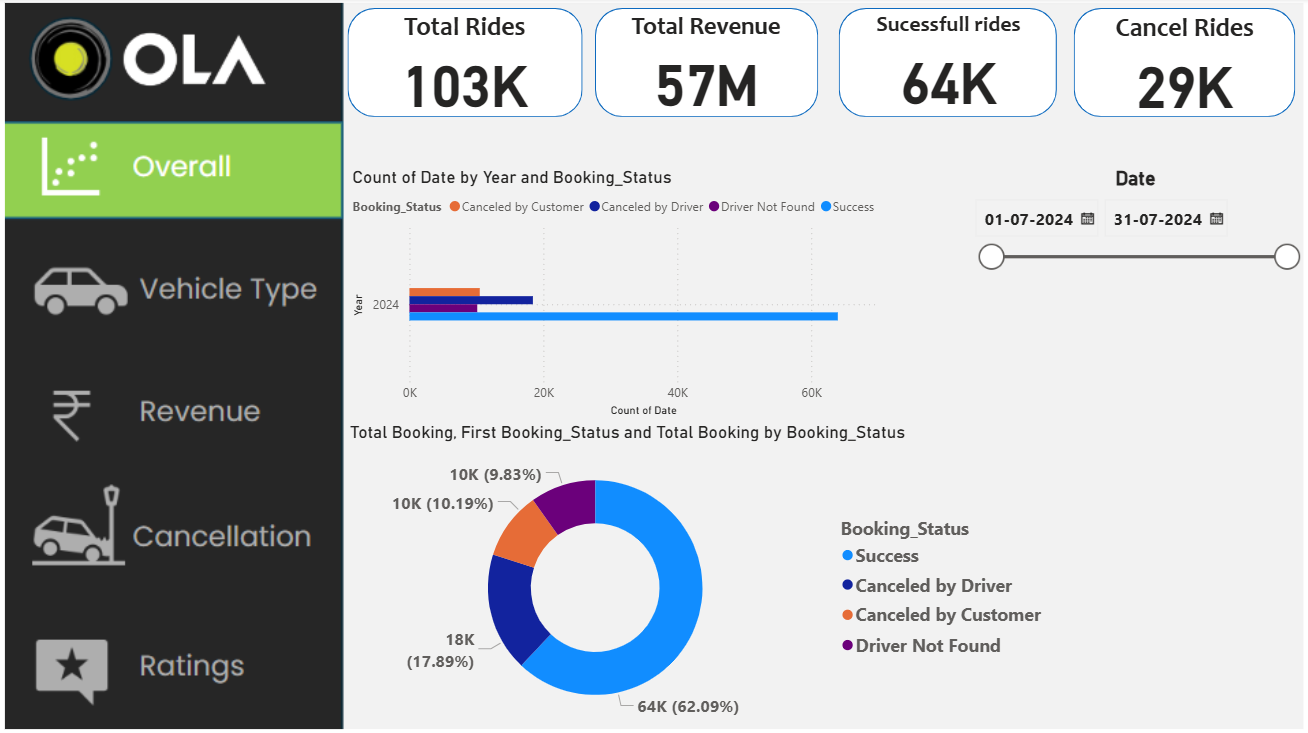 OLA
Overall
Vehicle Type
Revenue
Cancellation
Ratings
Total Rides
103K
Total Revenue
57M
Sucessfull rides
64K
Cancel Rides
29K
Count of Date by Year and Booking_Status
Booking_Status Canceled by Customer Canceled by Driver Driver Not Found Success
Year
2024
0K 20K 40K 60K
Count of Date
Date
01-07-2024 31-07-2024
Total Booking, First Booking_Status and Total Booking by Booking_Status
10K (9.83%)
10K (10.19%)
18K
(17.89%)
64K (62.09%)
Booking_Status
Success
Canceled by Driver
Canceled by Customer
Driver Not Found